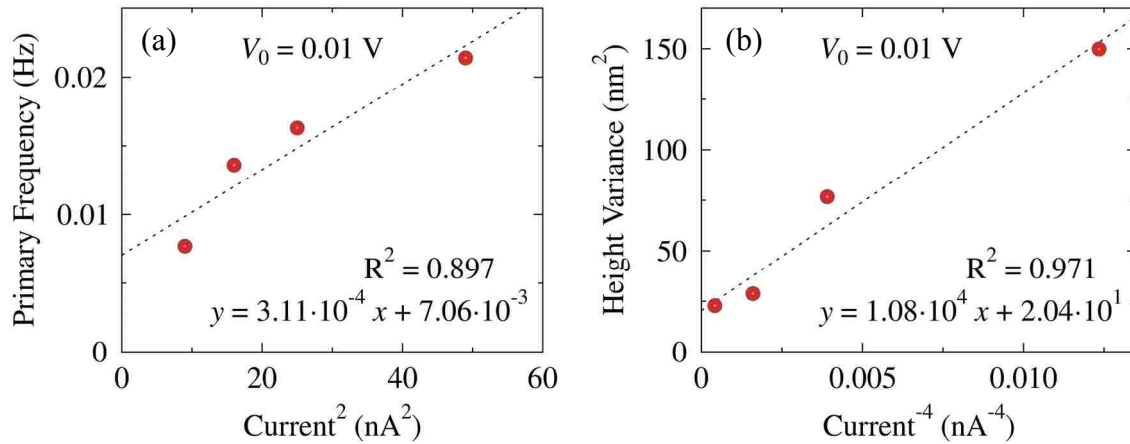 (a)
V₀ = 0.01 V
Primary Frequency (Hz)
0.02
0.01
0
R² = 0.897
y = 3.11·10⁻⁴ x + 7.06·10⁻³
0 20 40 60
Current² (nA²)
(b)
V₀ = 0.01 V
Height Variance (nm²)
150
100
50
0
R² = 0.971
y = 1.08·10⁴ x + 2.04·10¹
0 0.005 0.010
Current⁻⁴ (nA⁻⁴)